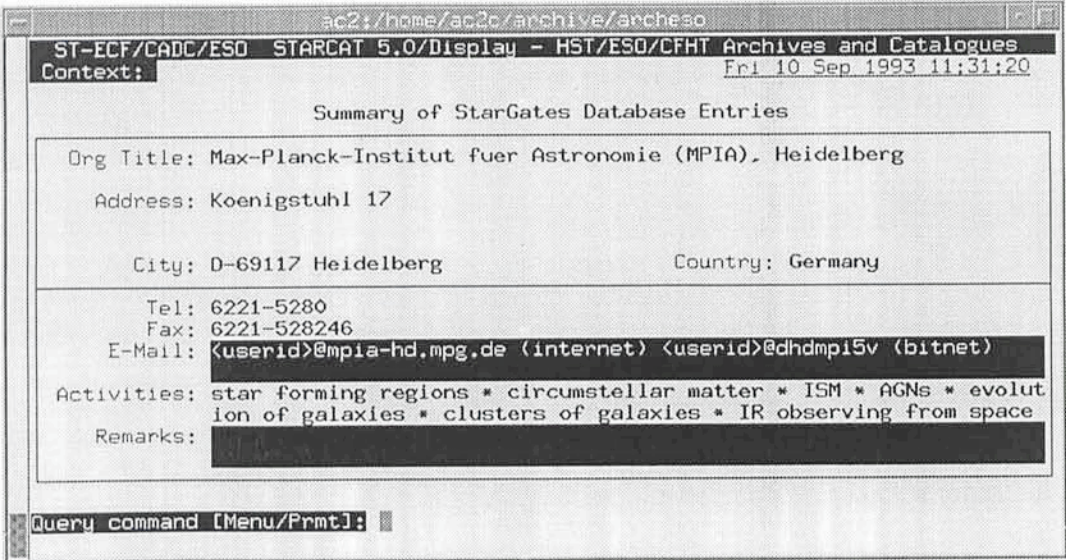 ac2:/home/ac2c/archive/archeso
ST-ECF/CADC/ESO STARCAT 5.0/Display - HST/ESO/CFHT Archives and Catalogues
Context: Fri 10 Sep 1993 11:31:20
Summary of StarGates Database Entries
Org Title: Max-Planck-Institut fuer Astronomie (MPIA), Heidelberg
Address: Koenigstuhl 17
City: D-69117 Heidelberg Country: Germany
Tel: 6221-5280
Fax: 6221-528246
E-Mail: <userid>@mpia-hd.mpg.de (internet) <userid>@dhdmpi5v (bitnet)
Activities: star forming regions * circumstellar matter * ISM * AGNs * evolut
ion of galaxies * clusters of galaxies * IR observing from space
Remarks:
Query command [Menu/Prmt]: